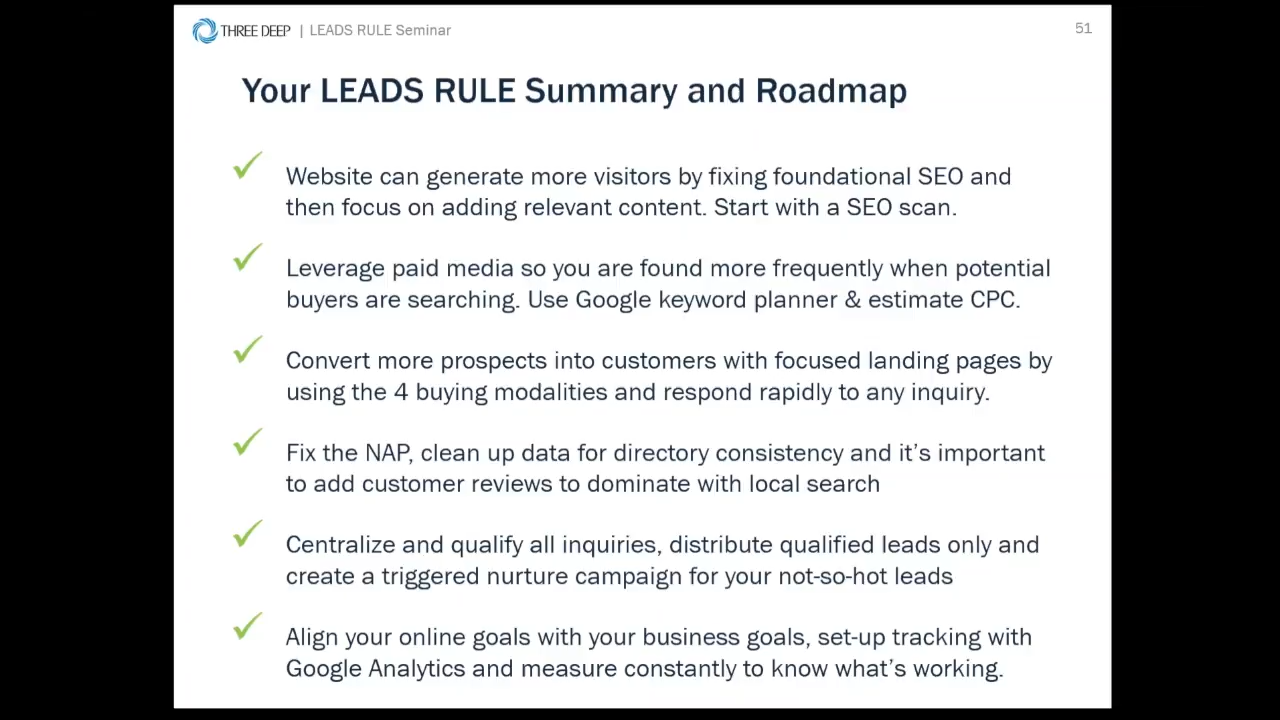 THREE DEEP | LEADS RULE Seminar
51
Your LEADS RULE Summary and Roadmap
Website can generate more visitors by fixing foundational SEO and
then focus on adding relevant content. Start with a SEO scan.
Leverage paid media so you are found more frequently when potential
buyers are searching. Use Google keyword planner & estimate CPC.
Convert more prospects into customers with focused landing pages by
using the 4 buying modalities and respond rapidly to any inquiry.
Fix the NAP, clean up data for directory consistency and it’s important
to add customer reviews to dominate with local search
Centralize and qualify all inquiries, distribute qualified leads only and
create a triggered nurture campaign for your not-so-hot leads
Align your online goals with your business goals, set-up tracking with
Google Analytics and measure constantly to know what’s working.